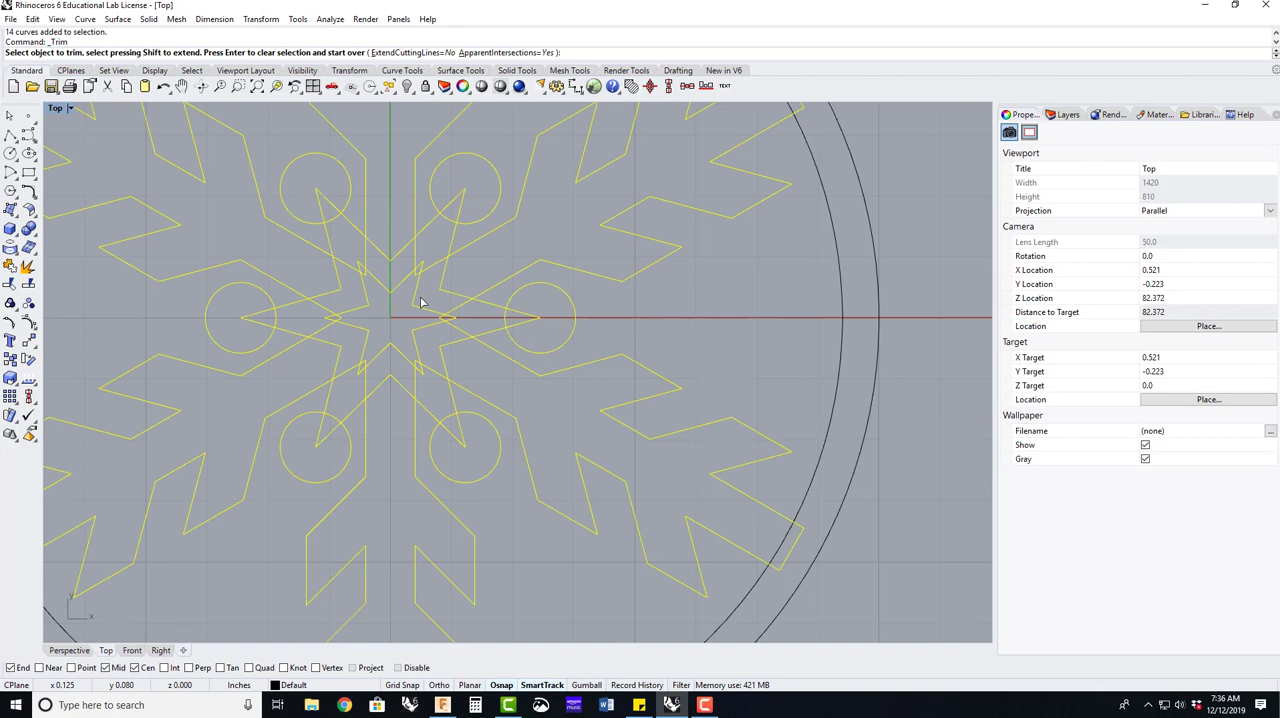 Rhinoceros 6 Educational Lab License - [Top]
File Edit View Curve Surface Solid Mesh Dimension Transform Tools Analyze Render Panels Help
14 curves added to selection.
Command: _Trim
Select object to trim, select pressing Shift to extend. Press Enter to clear selection and start over ( ExtendCuttingLines=No ApparentIntersections=Yes ):
Standard CPlanes Set View Display Select Viewport Layout Visibility Transform Curve Tools Surface Tools Solid Tools Mesh Tools Render Tools Drafting New in V6
TEXT
Top
Prope... Layers Rend... Mater... Librari... Help
Viewport
Title Top
Width 1420
Height 810
Projection Parallel
Camera
Lens Length 50.0
Rotation 0.0
X Location 0.521
Y Location -0.223
Z Location 82.372
Distance to Target 82.372
Location Place...
Target
X Target 0.521
Y Target -0.223
Z Target 0.0
Location Place...
Wallpaper
Filename (none) ...
Show
Gray
y
x
Perspective Top Front Right
End Near Point Mid Cen Int Perp Tan Quad Knot Vertex Project Disable
CPlane x 0.125 y 0.080 z 0.000 Inches Default Grid Snap Ortho Planar Osnap SmartTrack Gumball Record History Filter Memory use: 421 MB
Type here to search
7:36 AM
12/12/2019